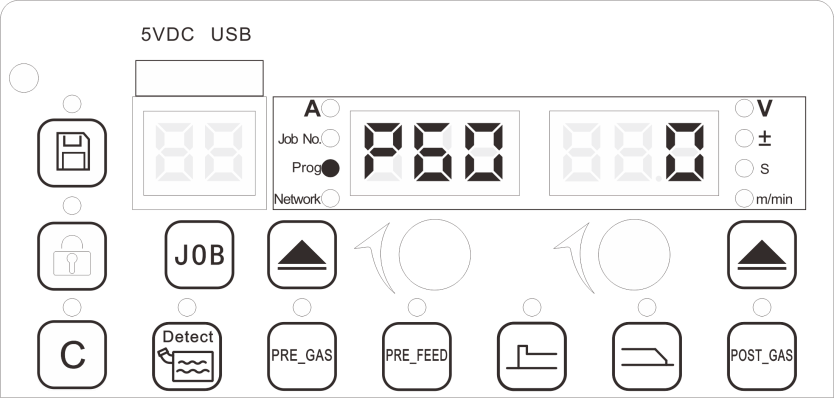 5VDC USB
A
V
Job No.
±
P60
0
Prog
S
Network
m/min
JOB
C
Detect
PRE_GAS
PRE_FEED
POST_GAS